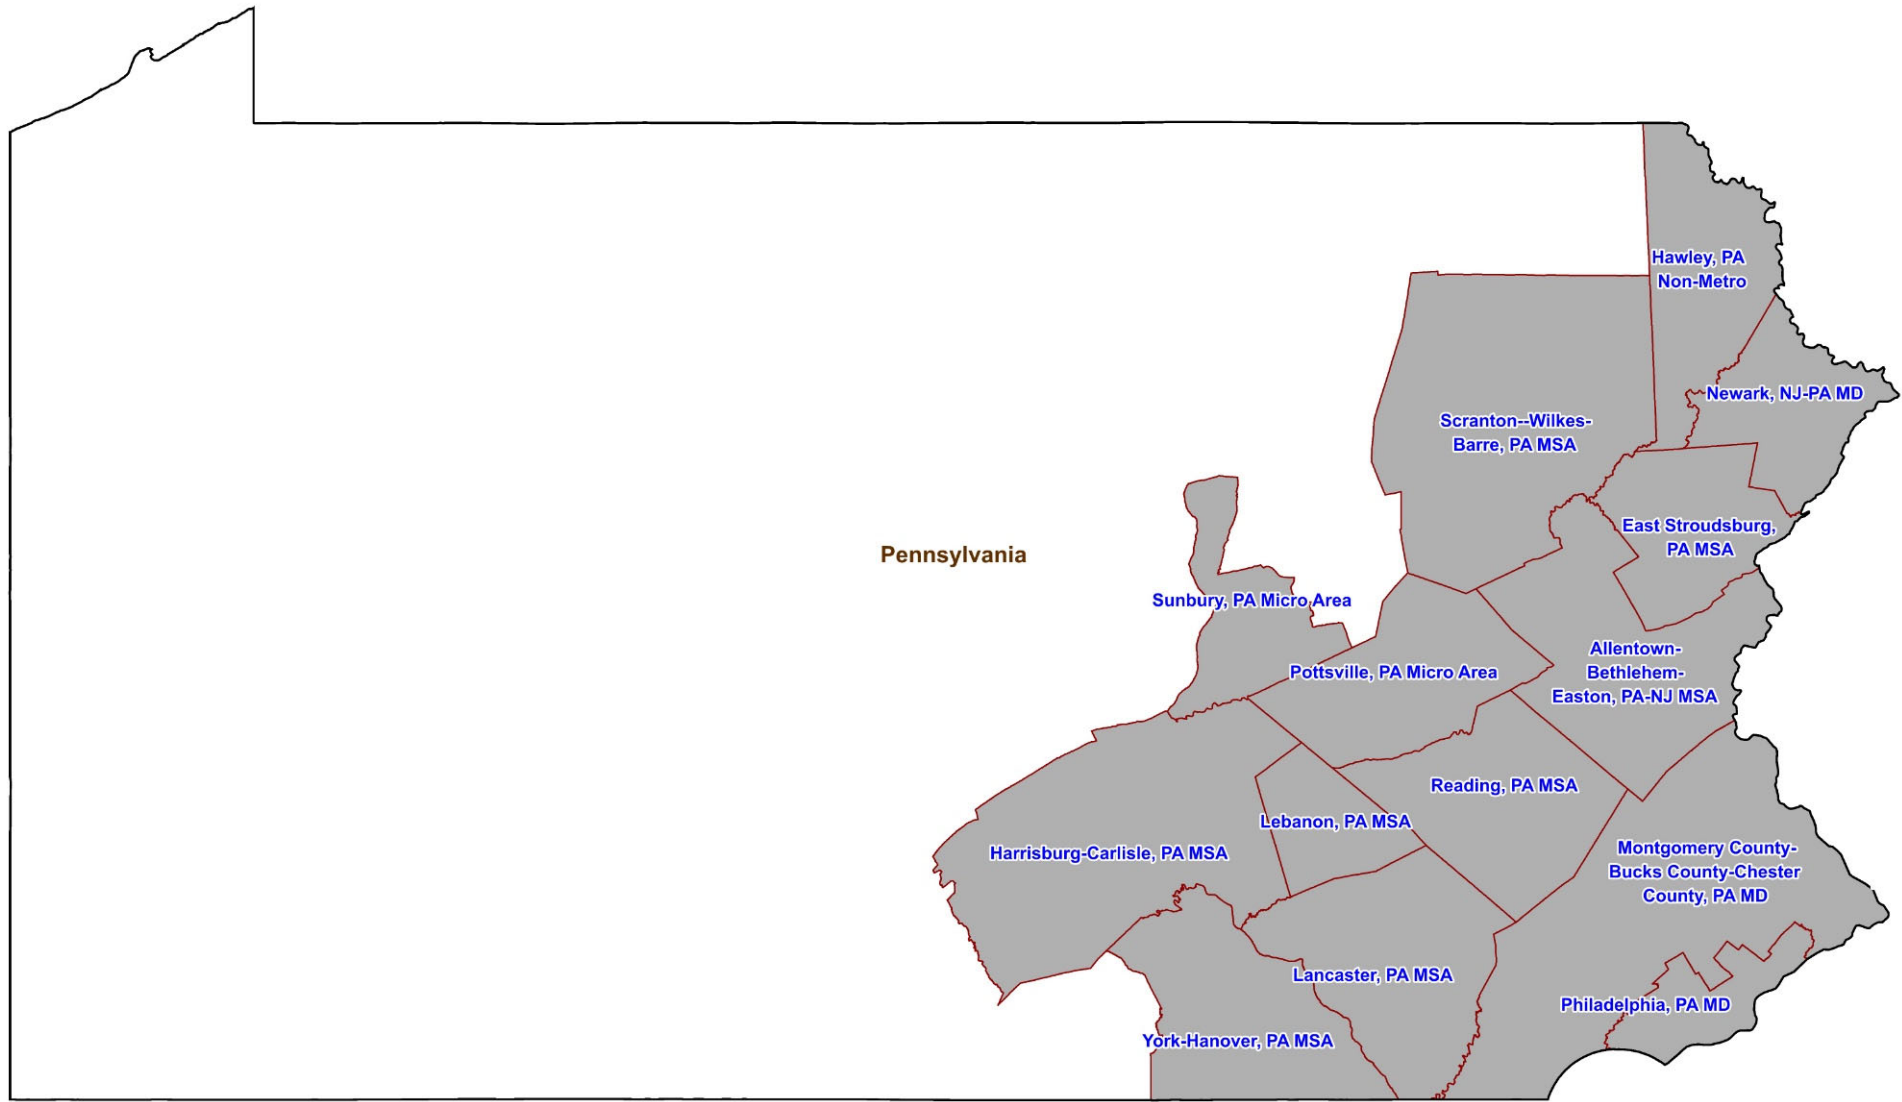 Hawley, PA
Non-Metro
Newark, NJ-PA MD
Scranton--Wilkes-
Barre, PA MSA
East Stroudsburg,
PA MSA
Pennsylvania
Sunbury, PA Micro Area
Allentown-
Bethlehem-
Easton, PA-NJ MSA
Pottsville, PA Micro Area
Reading, PA MSA
Lebanon, PA MSA
Harrisburg-Carlisle, PA MSA
Montgomery County-
Bucks County-Chester
County, PA MD
Lancaster, PA MSA
Philadelphia, PA MD
York-Hanover, PA MSA